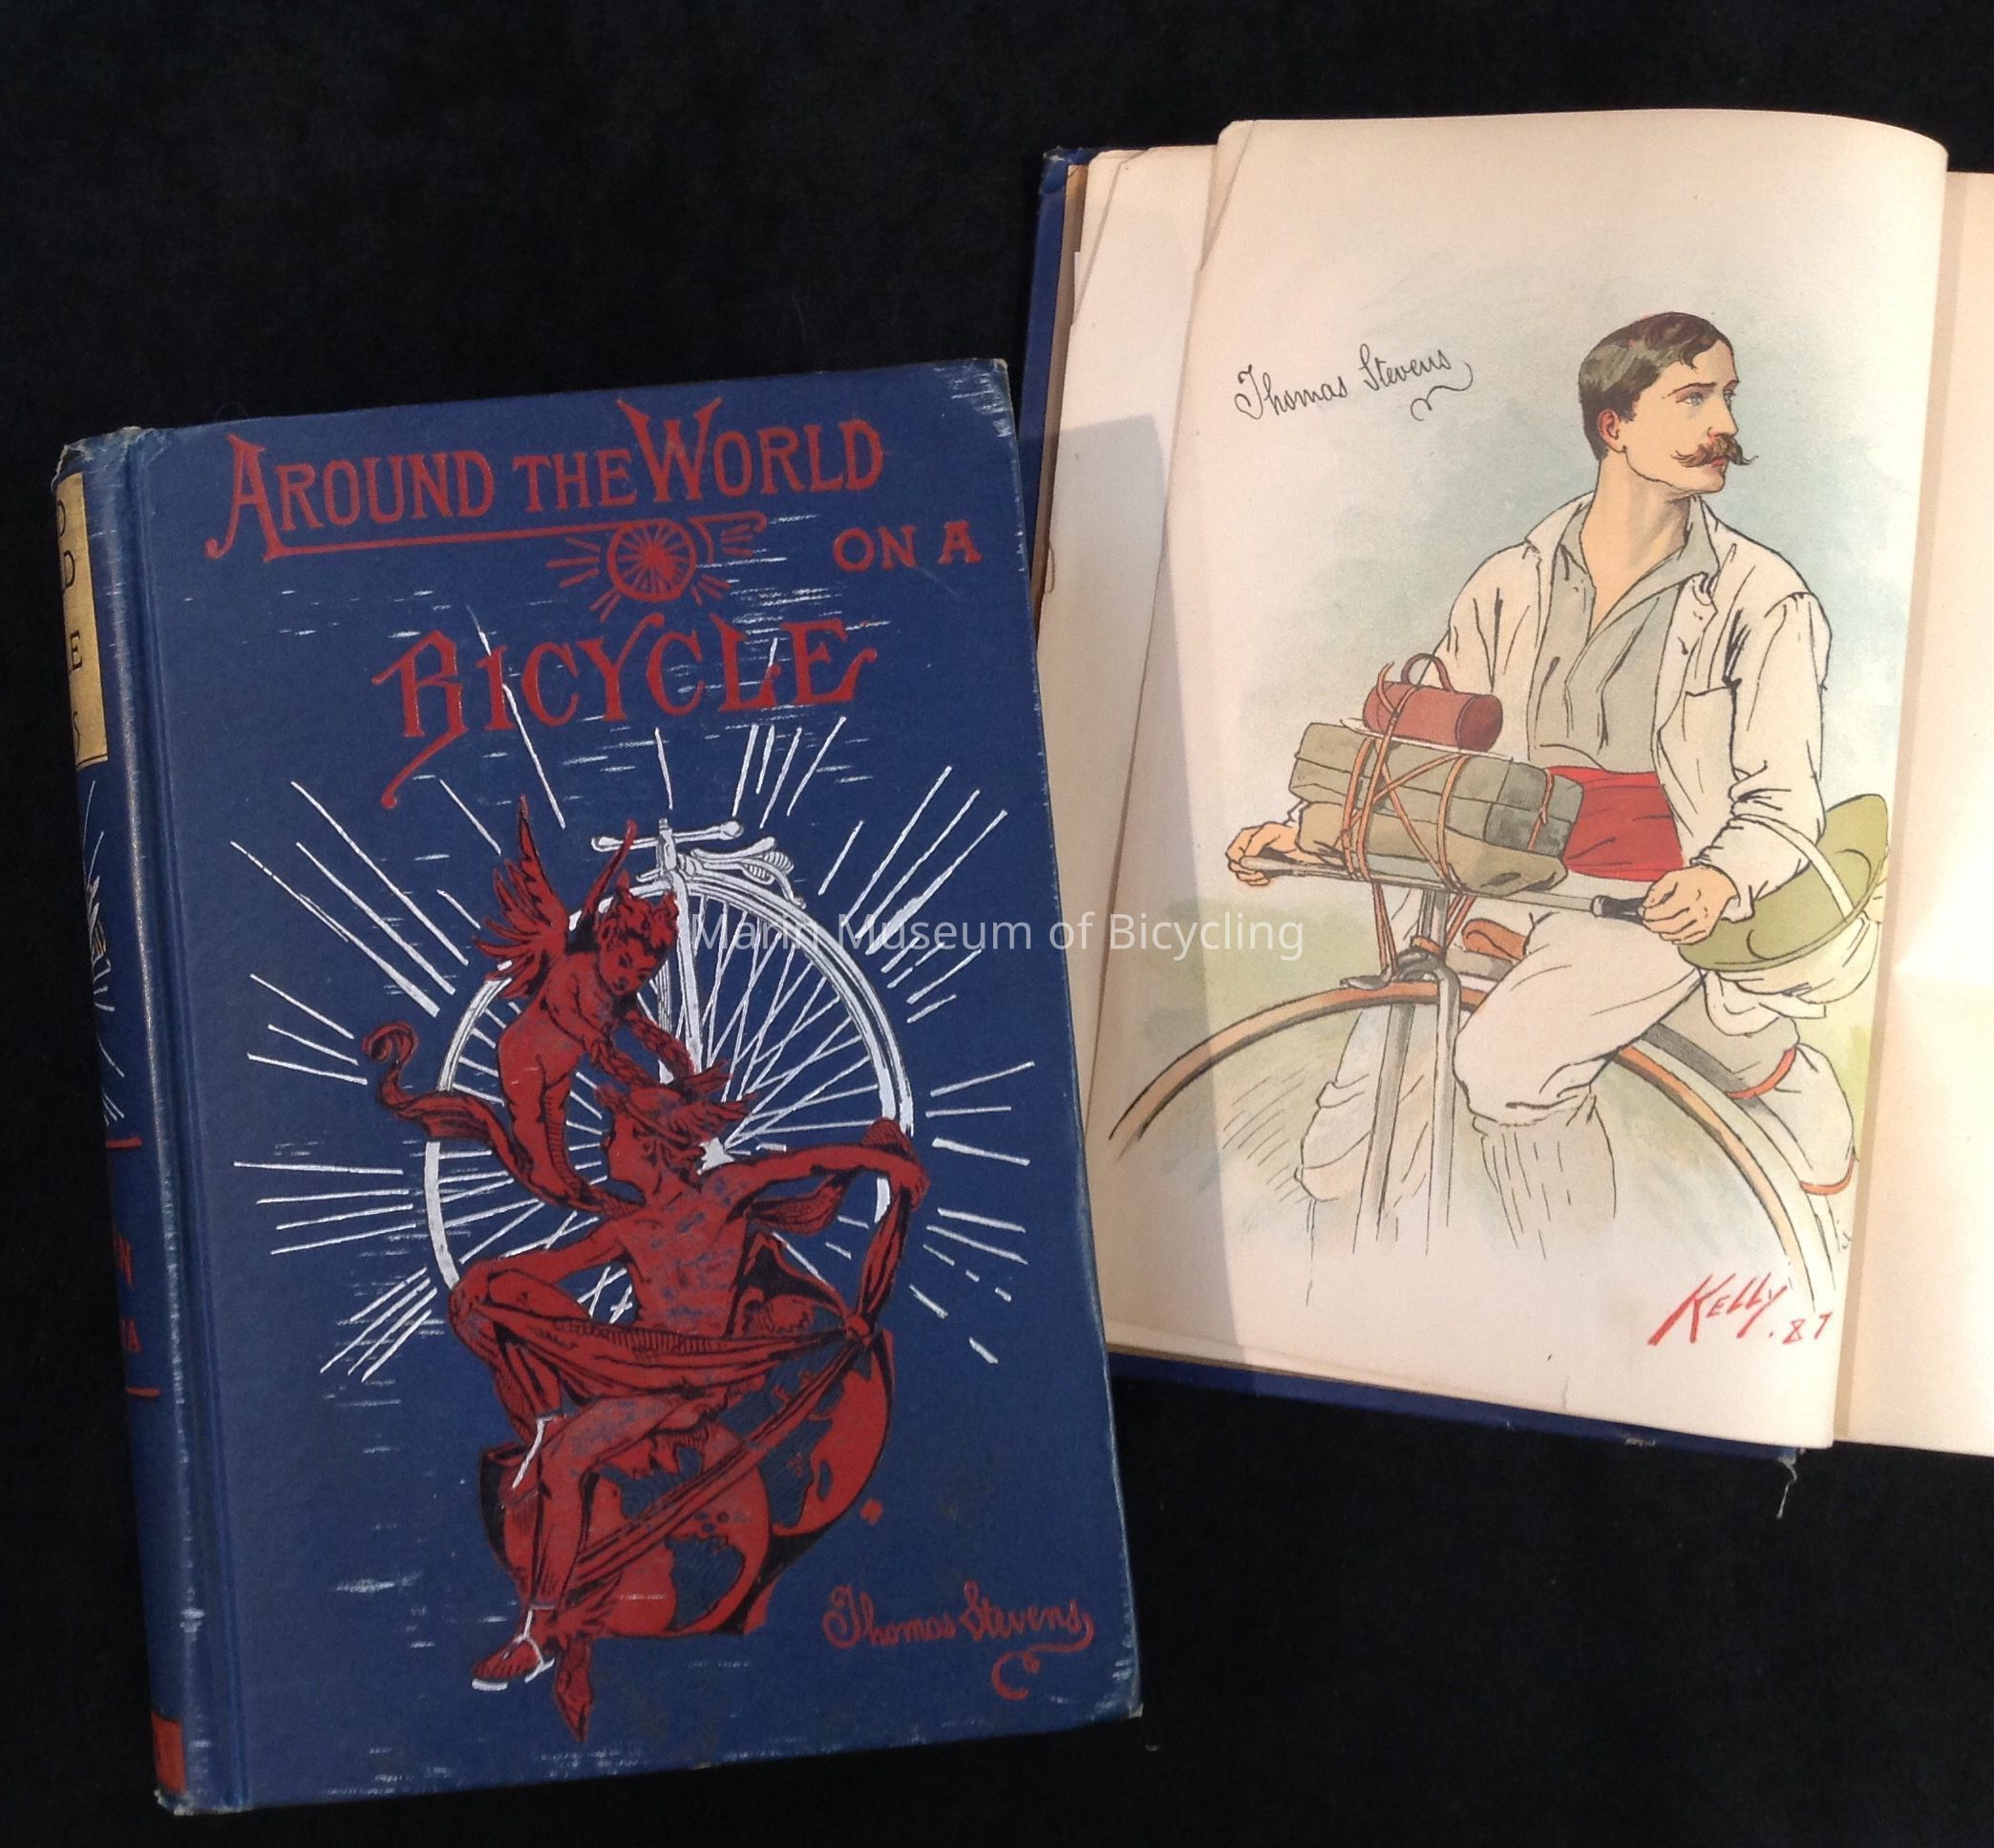 AROUND THE WORLD
ON A
BICYCLE
Thomas Stevens
Thomas Stevens
KELLY .87
Marin Museum of Bicycling